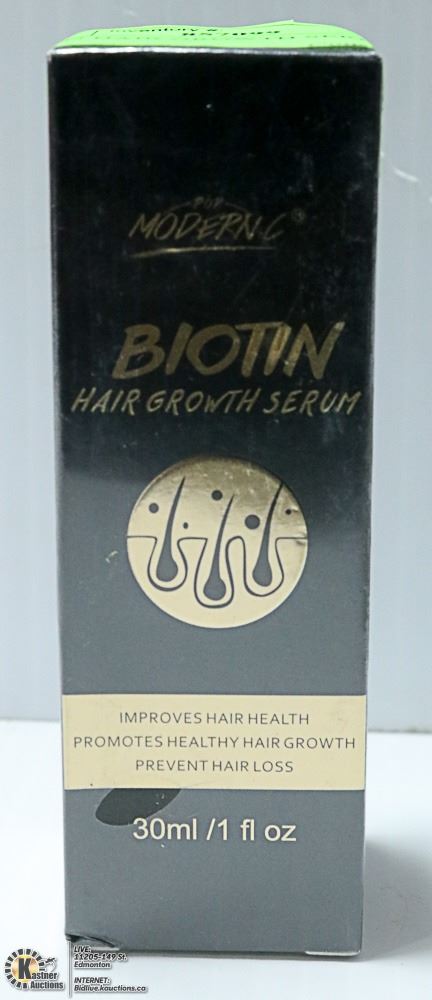 MODERN.C®
BIOTIN
HAIR GROWTH SERUM
IMPROVES HAIR HEALTH
PROMOTES HEALTHY HAIR GROWTH
PREVENT HAIR LOSS
30ml /1 fl oz
Kastner
Auctions
LIVE:
11205-149 St.
Edmonton
INTERNET:
Bidlive.kauctions.ca